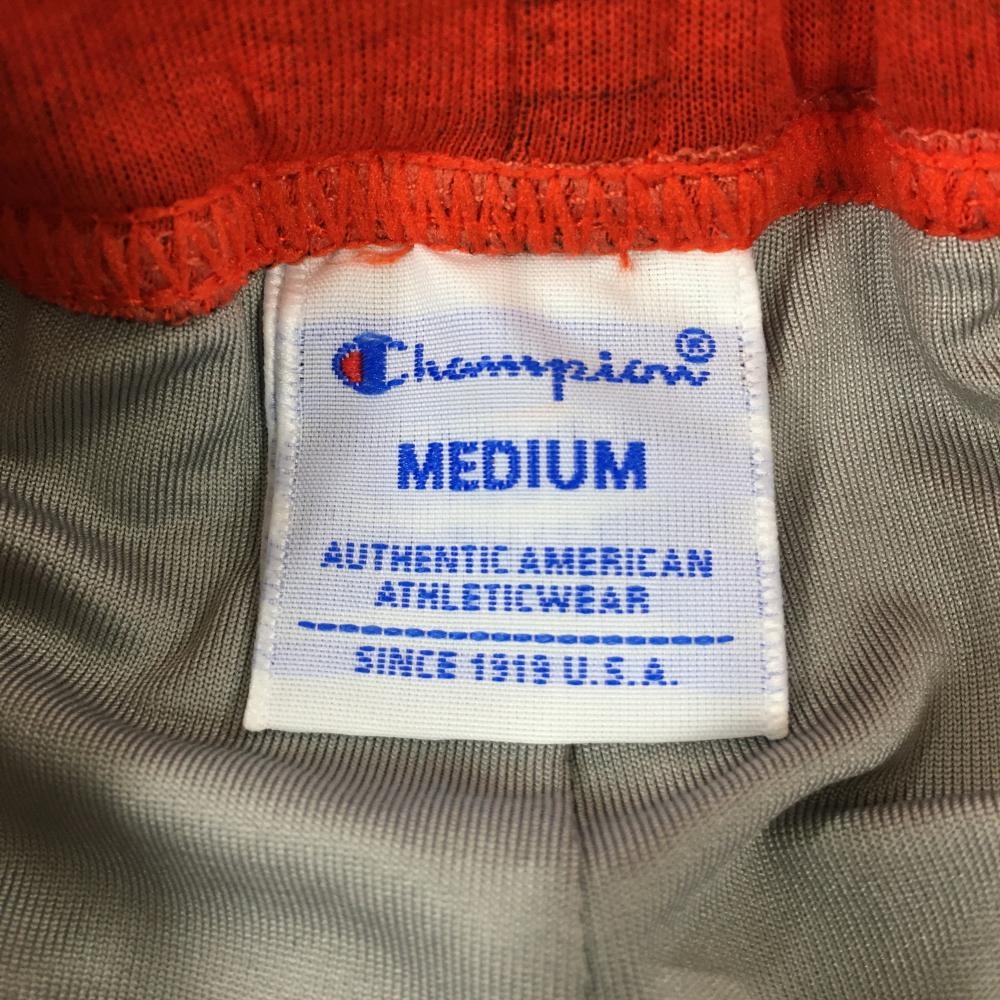 Champion®
MEDIUM
AUTHENTIC AMERICAN
ATHLETICWEAR
SINCE 1919 U.S.A.